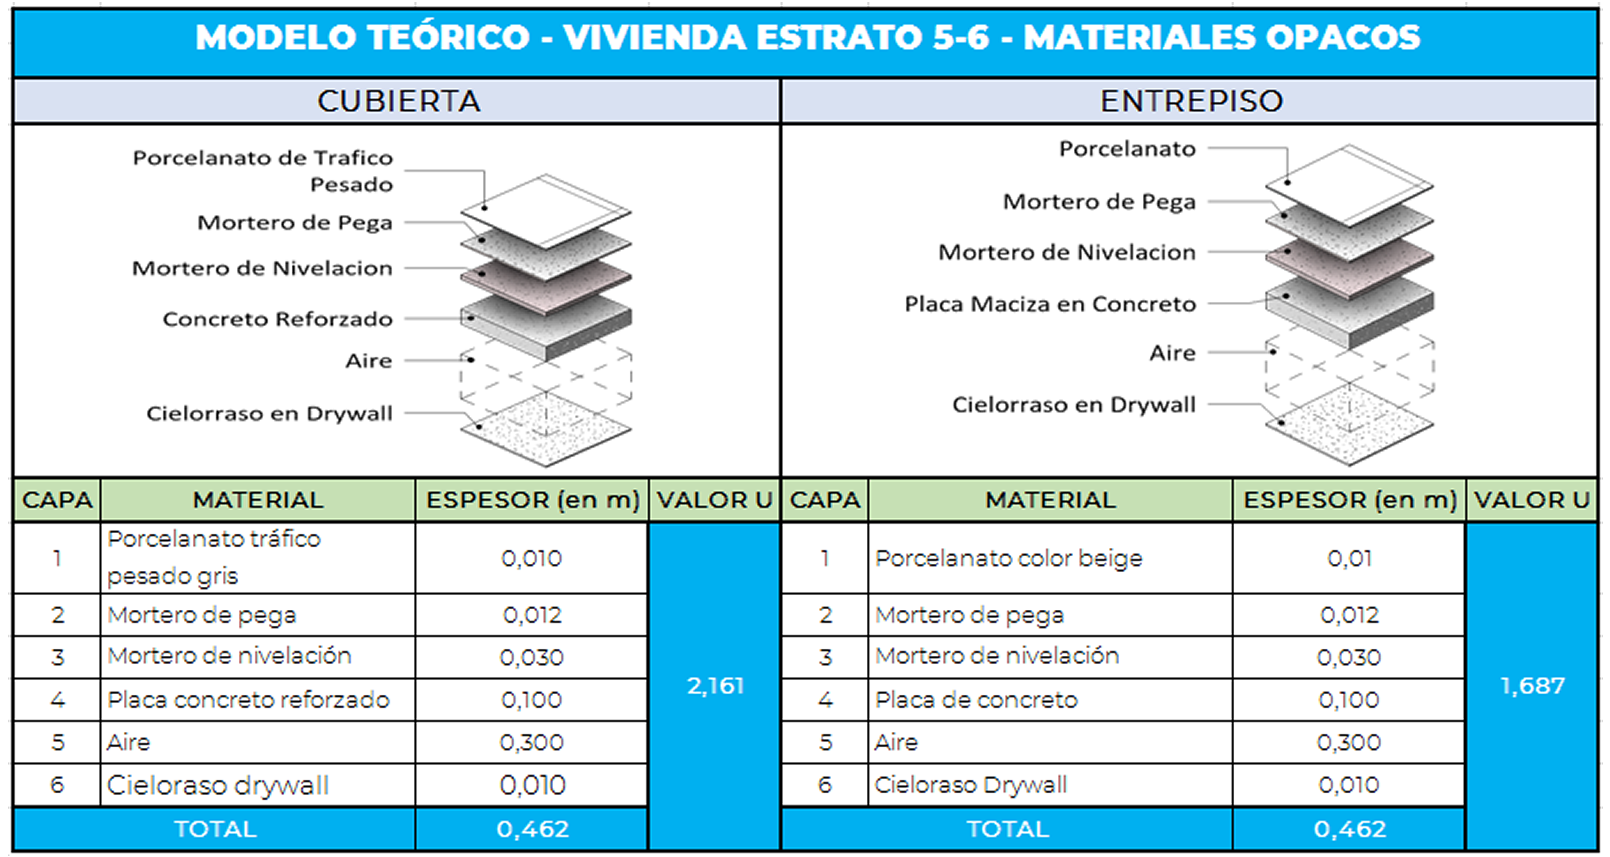 MODELO TEÓRICO - VIVIENDA ESTRATO 5-6 - MATERIALES OPACOS
CUBIERTA
Porcelanato de Trafico
Pesado
Mortero de Pega
Mortero de Nivelacion
Concreto Reforzado
Aire
Cielorraso en Drywall
CAPA MATERIAL ESPESOR (en m) VALOR U
1 Porcelanato tráfico pesado gris 0,010
2 Mortero de pega 0,012
3 Mortero de nivelación 0,030
4 Placa concreto reforzado 0,100
5 Aire 0,300
6 Cieloraso drywall 0,010
2,161
TOTAL 0,462
ENTREPISO
Porcelanato
Mortero de Pega
Mortero de Nivelacion
Placa Maciza en Concreto
Aire
Cielorraso en Drywall
CAPA MATERIAL ESPESOR (en m) VALOR U
1 Porcelanato color beige 0,01
2 Mortero de pega 0,012
3 Mortero de nivelación 0,030
4 Placa de concreto 0,100
5 Aire 0,300
6 Cieloraso Drywall 0,010
1,687
TOTAL 0,462